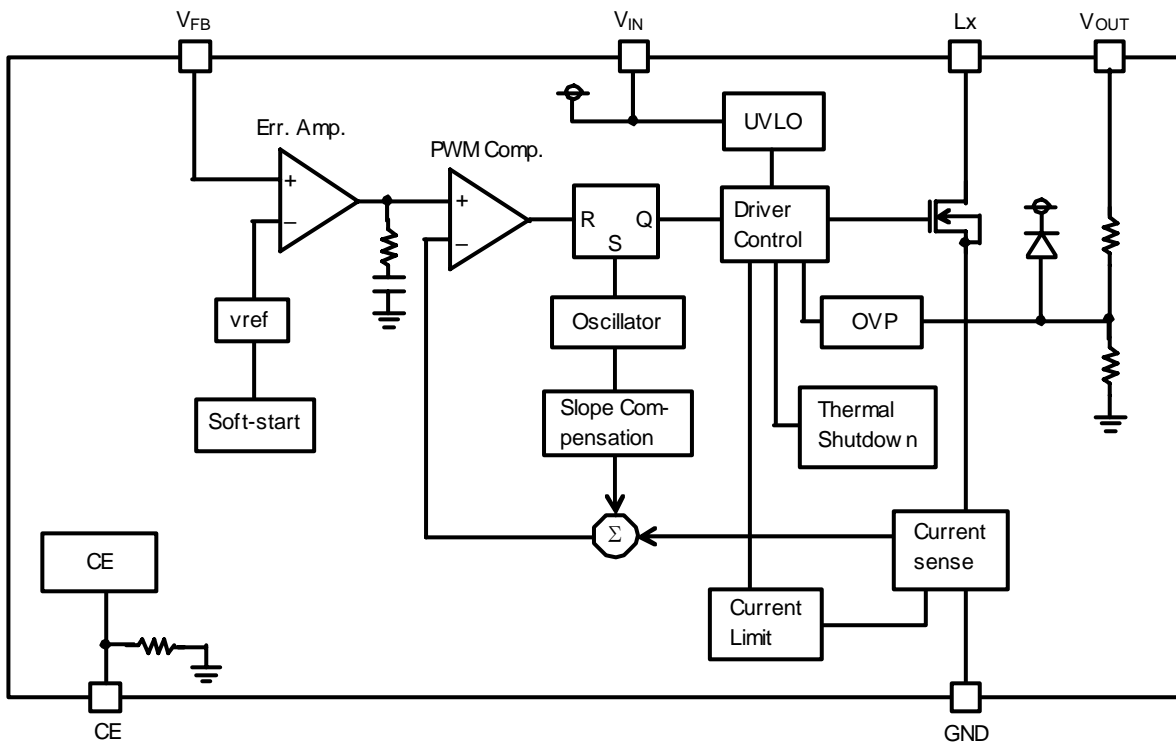 VFB
VIN
Lx
VOUT
UVLO
Err. Amp.
PWM Comp.
+
−
+
−
R
Q
S
Driver
Control
vref
Oscillator
OVP
Soft-start
Slope Com-
pensation
Thermal
Shutdown
Σ
Current
sense
CE
Current
Limit
CE
GND